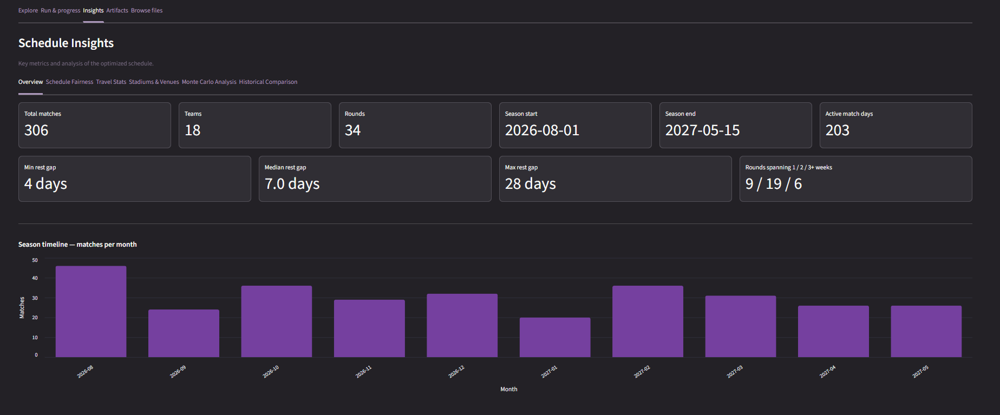 Explore Run & progress Insights Artifacts Browse files
Schedule Insights
Key metrics and analysis of the optimized schedule.
Overview Schedule Fairness Travel Stats Stadiums & Venues Monte Carlo Analysis Historical Comparison
Total matches
306
Teams
18
Rounds
34
Season start
2026-08-01
Season end
2027-05-15
Active match days
203
Min rest gap
4 days
Median rest gap
7.0 days
Max rest gap
28 days
Rounds spanning 1 / 2 / 3+ weeks
9 / 19 / 6
Season timeline — matches per month
Matches
50
40
30
20
10
0
2026-08
2026-09
2026-10
2026-11
2026-12
2027-01
2027-02
2027-03
2027-04
2027-05
Month